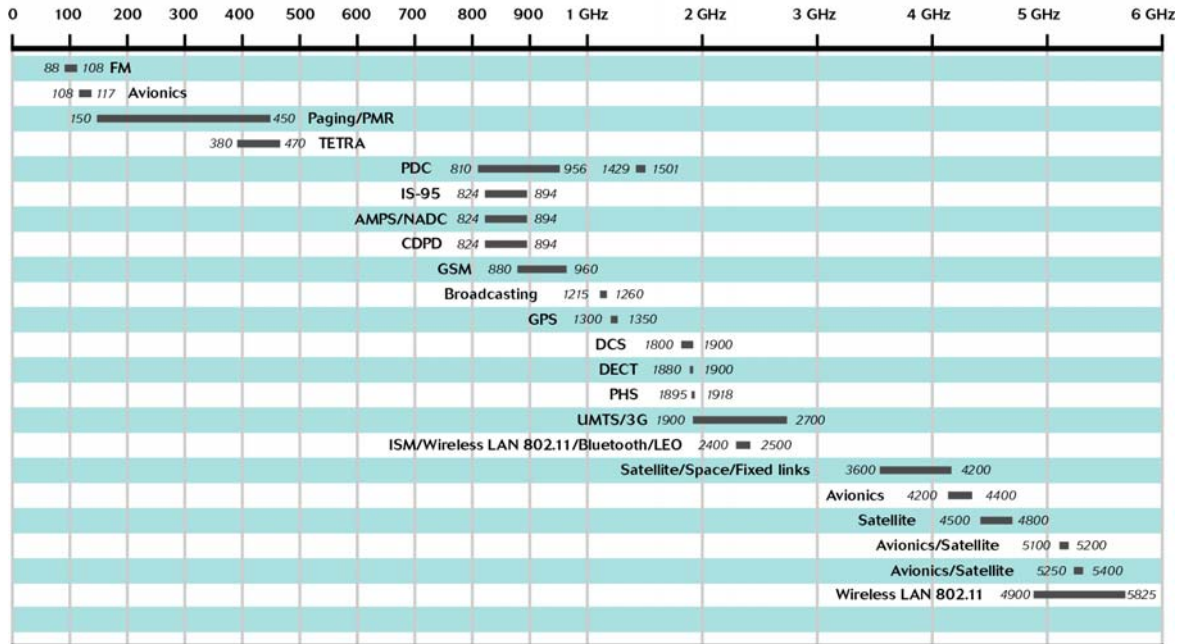 0 100 200 300 400 500 600 700 800 900 1 GHz 2 GHz 3 GHz 4 GHz 5 GHz 6 GHz
88 108 FM
108 117 Avionics
150 450 Paging/PMR
380 470 TETRA
PDC 810 956 1429 1501
IS-95 824 894
AMPS/NADC 824 894
CDPD 824 894
GSM 880 960
Broadcasting 1215 1260
GPS 1300 1350
DCS 1800 1900
DECT 1880 1900
PHS 1895 1918
UMTS/3G 1900 2700
ISM/Wireless LAN 802.11/Bluetooth/LEO 2400 2500
Satellite/Space/Fixed links 3600 4200
Avionics 4200 4400
Satellite 4500 4800
Avionics/Satellite 5100 5200
Avionics/Satellite 5250 5400
Wireless LAN 802.11 4900 5825